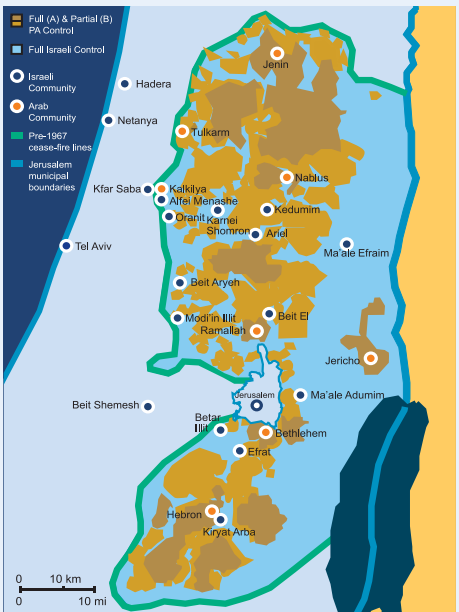 Full (A) & Partial (B)
PA Control
Full Israeli Control
Israeli
Community
Arab
Community
Pre-1967
cease-fire lines
Jerusalem
municipal
boundaries
Hadera
Netanya
Kfar Saba
Tel Aviv
Jenin
Tulkarm
Nablus
Kalkilya
Alfei Menashe
Oranit
Karnei
Shomron
Kedumim
Ariel
Ma'ale Efraim
Beit Aryeh
Modi'in Illit
Beit El
Ramallah
Jericho
Jerusalem
Ma'ale Adumim
Beit Shemesh
Betar
Illit
Bethlehem
Efrat
Hebron
Kiryat Arba
0 10 km
0 10 mi